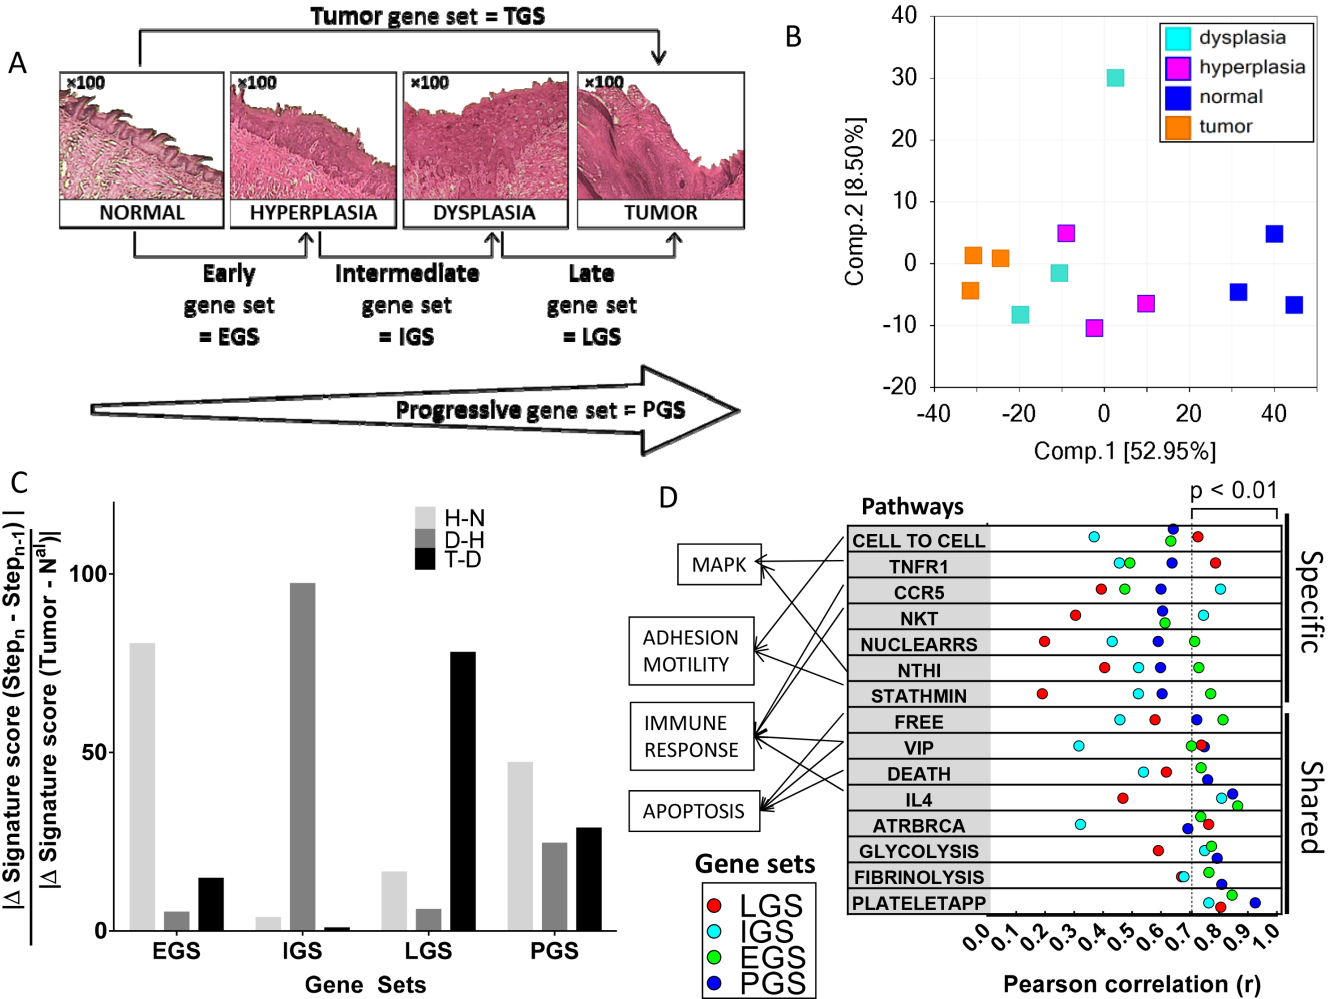 Tumor gene set = TGS
A
×100
×100
×100
×100
NORMAL
HYPERPLASIA
DYSPLASIA
TUMOR
Early
gene set
= EGS
Intermediate
gene set
= IGS
Late
gene set
= LGS
Progressive gene set = PGS
B
40
30
20
10
0
-10
-20
-40
-20
0
20
40
Comp.2 [8.50%]
Comp.1 [52.95%]
dysplasia
hyperplasia
normal
tumor
C
|Δ Signature score (Stepn - Stepn-1) |
|Δ Signature score (Tumor - Nal)|
H-N
D-H
T-D
100
50
0
EGS
IGS
LGS
PGS
Gene Sets
D
Pathways
p < 0.01
CELL TO CELL
TNFR1
CCR5
NKT
NUCLEARRS
NTHI
STATHMIN
FREE
VIP
DEATH
IL4
ATRBRCA
GLYCOLYSIS
FIBRINOLYSIS
PLATELETAPP
Specific
Shared
MAPK
ADHESION
MOTILITY
IMMUNE
RESPONSE
APOPTOSIS
Gene sets
LGS
IGS
EGS
PGS
0.0
0.1
0.2
0.3
0.4
0.5
0.6
0.7
0.8
0.9
1.0
Pearson correlation (r)